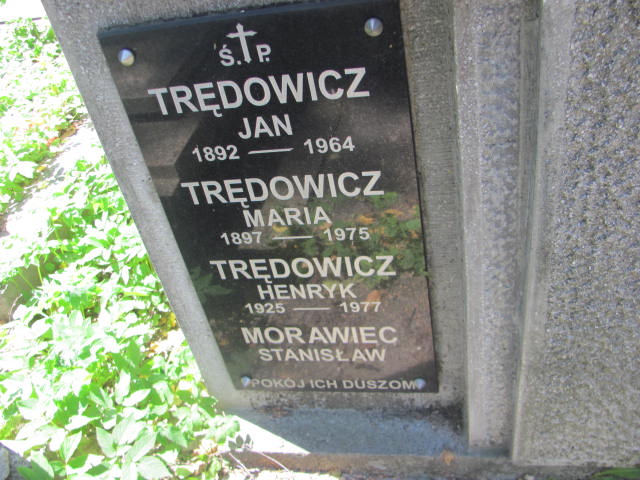 Ś.P.
TRĘDOWICZ
JAN
1892 — 1964
TRĘDOWICZ
MARIA
1897 — 1975
TRĘDOWICZ
HENRYK
1925 — 1977
MORAWIEC
STANISŁAW
POKÓJ ICH DUSZOM